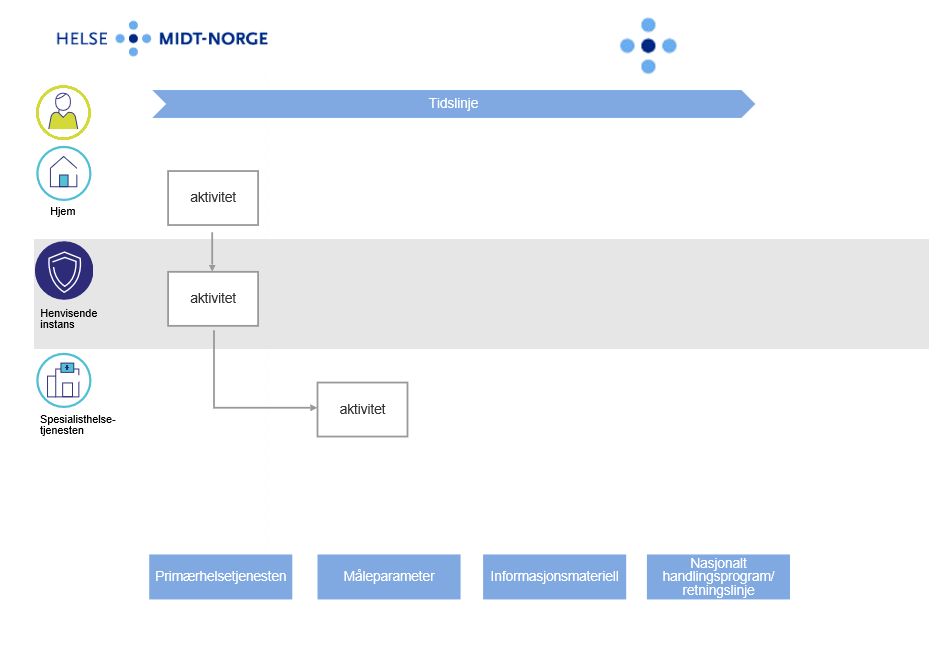 HELSE MIDT-NORGE
Tidslinje
Hjem
aktivitet
Henvisende
instans
aktivitet
Spesialisthelse-
tjenesten
aktivitet
Primærhelsetjenesten
Måleparameter
Informasjonsmateriell
Nasjonalt
handlingsprogram/
retningslinje